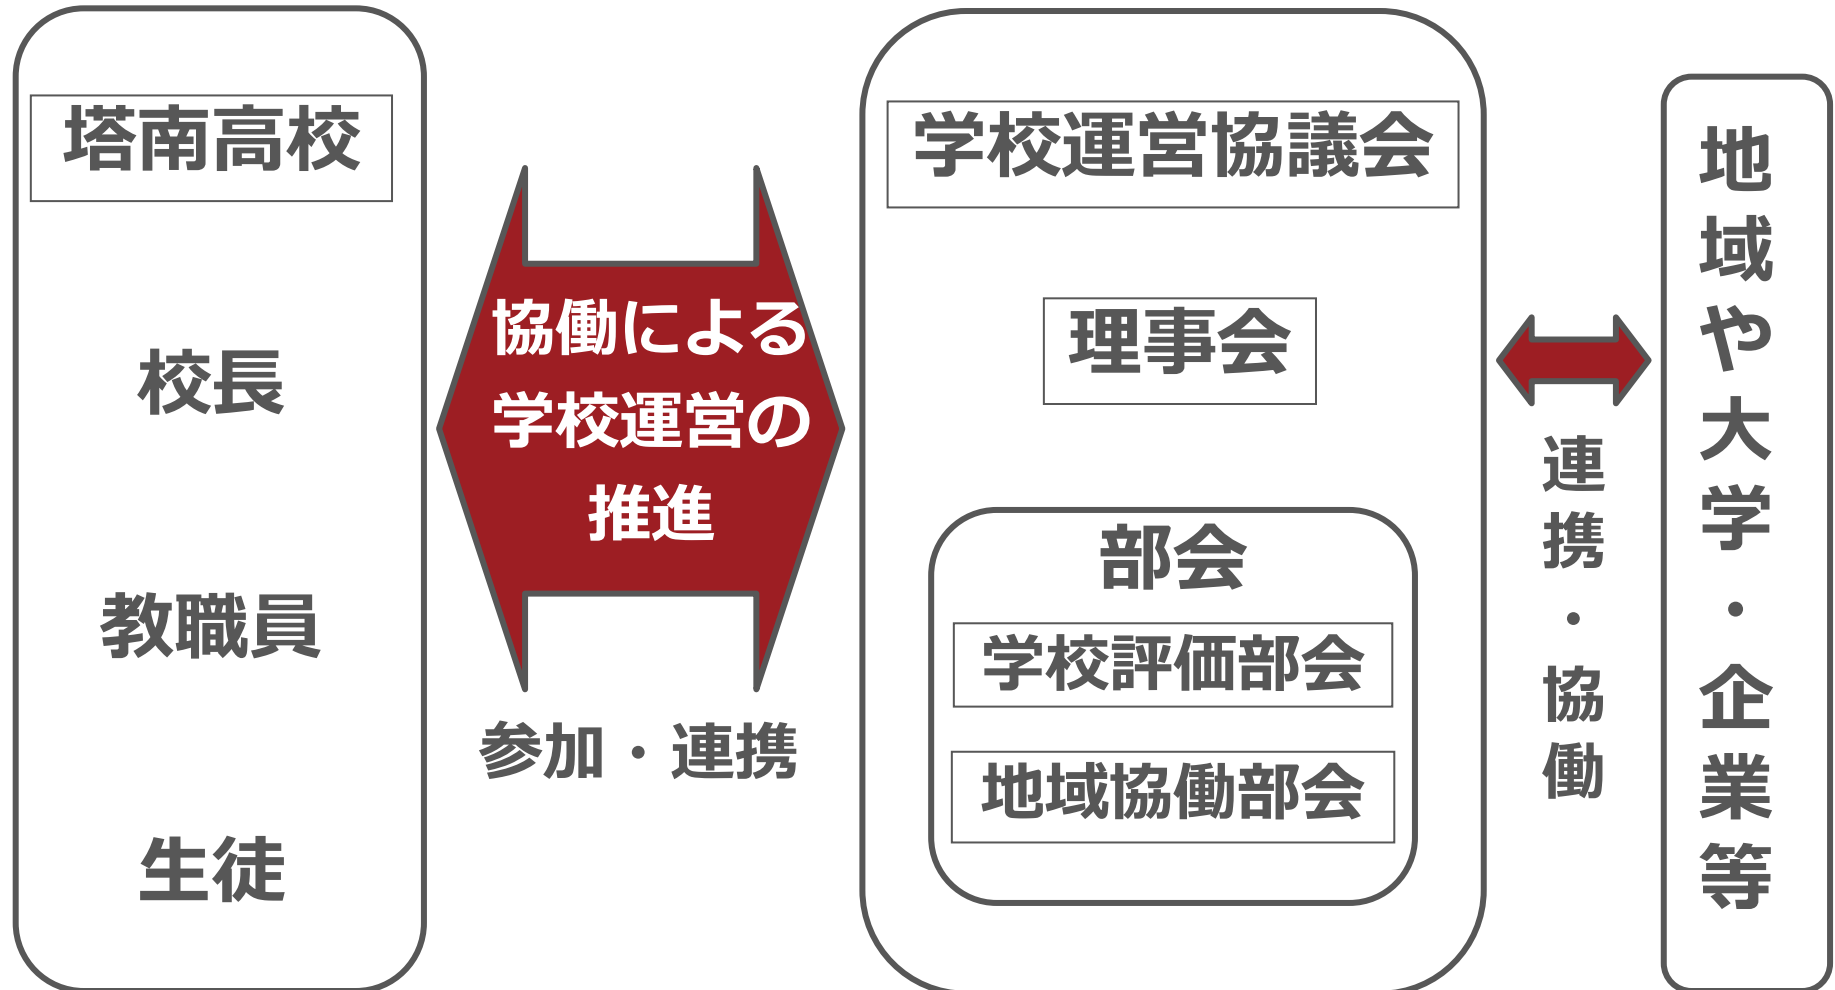 塔南高校
校長
教職員
生徒
協働による
学校運営の
推進
参加・連携
学校運営協議会
理事会
部会
学校評価部会
地域協働部会
連携・協働
地域や大学・企業等